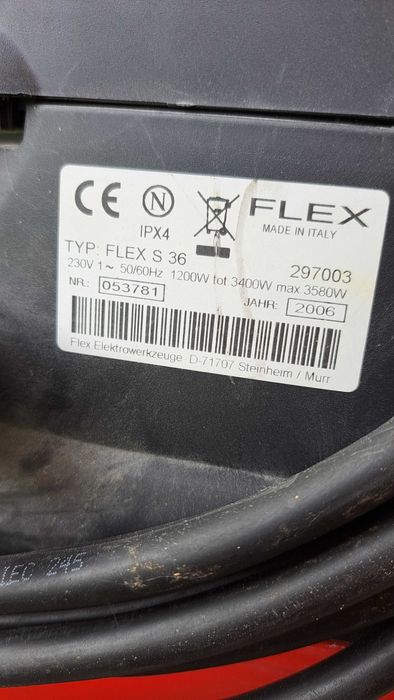 CE N FLEX
IPX4 MADE IN ITALY
TYP: FLEX S 36 297003
230V 1~ 50/60Hz 1200W tot 3400W max 3580W
NR.: 053781 JAHR: 2006
Flex Elektrowerkzeuge D-71707 Steinheim / Murr
IEC 245